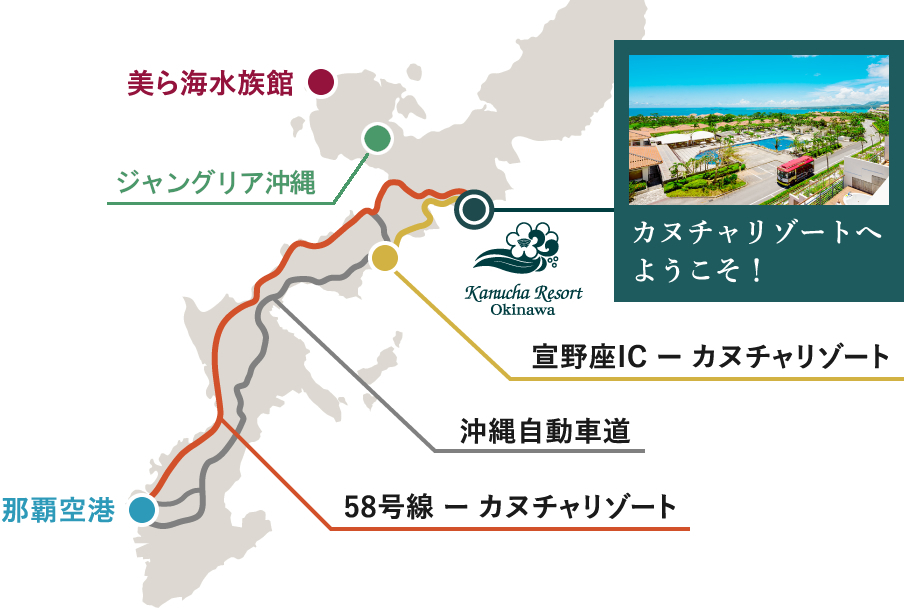 美ら海水族館
ジャングリア沖縄
カヌチャリゾートへ
ようこそ！
Kanucha Resort
Okinawa
宜野座IC ー カヌチャリゾート
沖縄自動車道
58号線 ー カヌチャリゾート
那覇空港